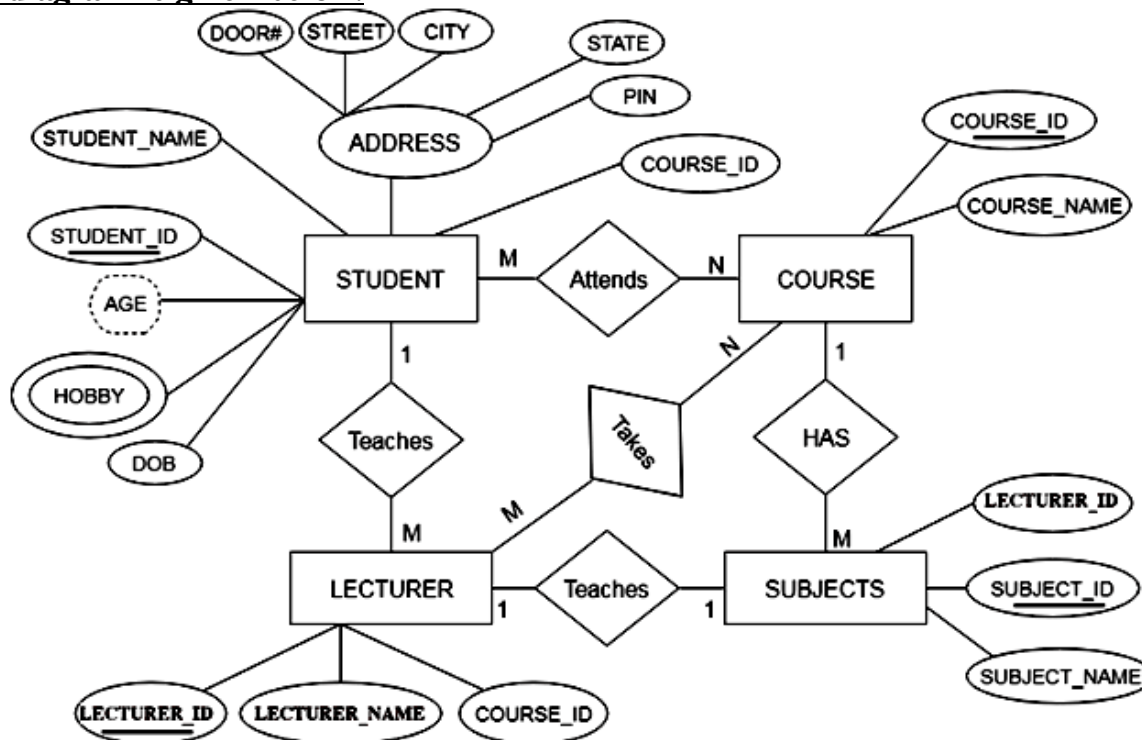 DOOR#
STREET
CITY
STATE
PIN
ADDRESS
STUDENT_NAME
COURSE_ID
COURSE_ID
COURSE_NAME
STUDENT_ID
AGE
HOBBY
DOB
STUDENT
M
Attends
N
COURSE
1
Teaches
M
N
Takes
M
1
HAS
M
LECTURER
1
Teaches
1
SUBJECTS
LECTURER_ID
SUBJECT_ID
SUBJECT_NAME
LECTURER_ID
LECTURER_NAME
COURSE_ID